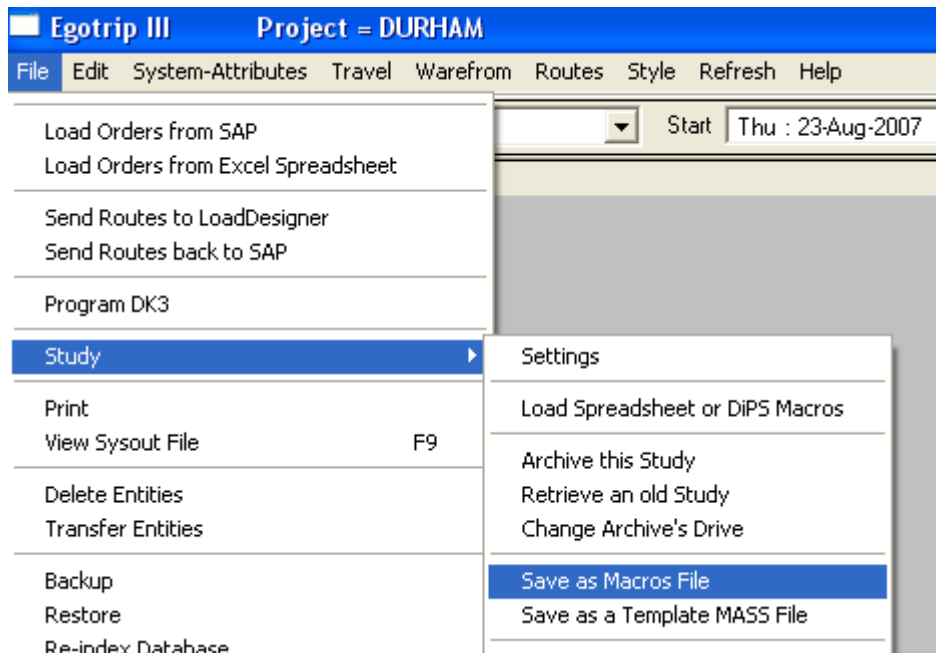 Egotrip III Project = DURHAM
File Edit System-Attributes Travel Warefrom Routes Style Refresh Help
Start Thu : 23-Aug-2007
Load Orders from SAP
Load Orders from Excel Spreadsheet
Send Routes to LoadDesigner
Send Routes back to SAP
Program DK3
Study
Print
View Sysout File F9
Delete Entities
Transfer Entities
Backup
Restore
Re-index Database
Settings
Load Spreadsheet or DiPS Macros
Archive this Study
Retrieve an old Study
Change Archive's Drive
Save as Macros File
Save as a Template MASS File